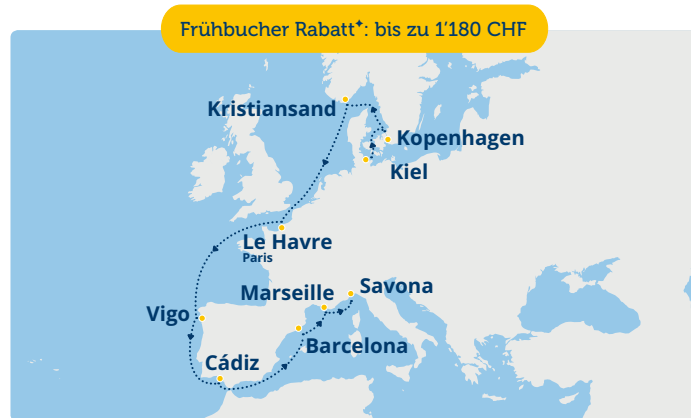 Frühbucher Rabatt✦: bis zu 1'180 CHF
Kristiansand
Kopenhagen
Kiel
Le Havre
Paris
Marseille
Savona
Vigo
Barcelona
Cádiz